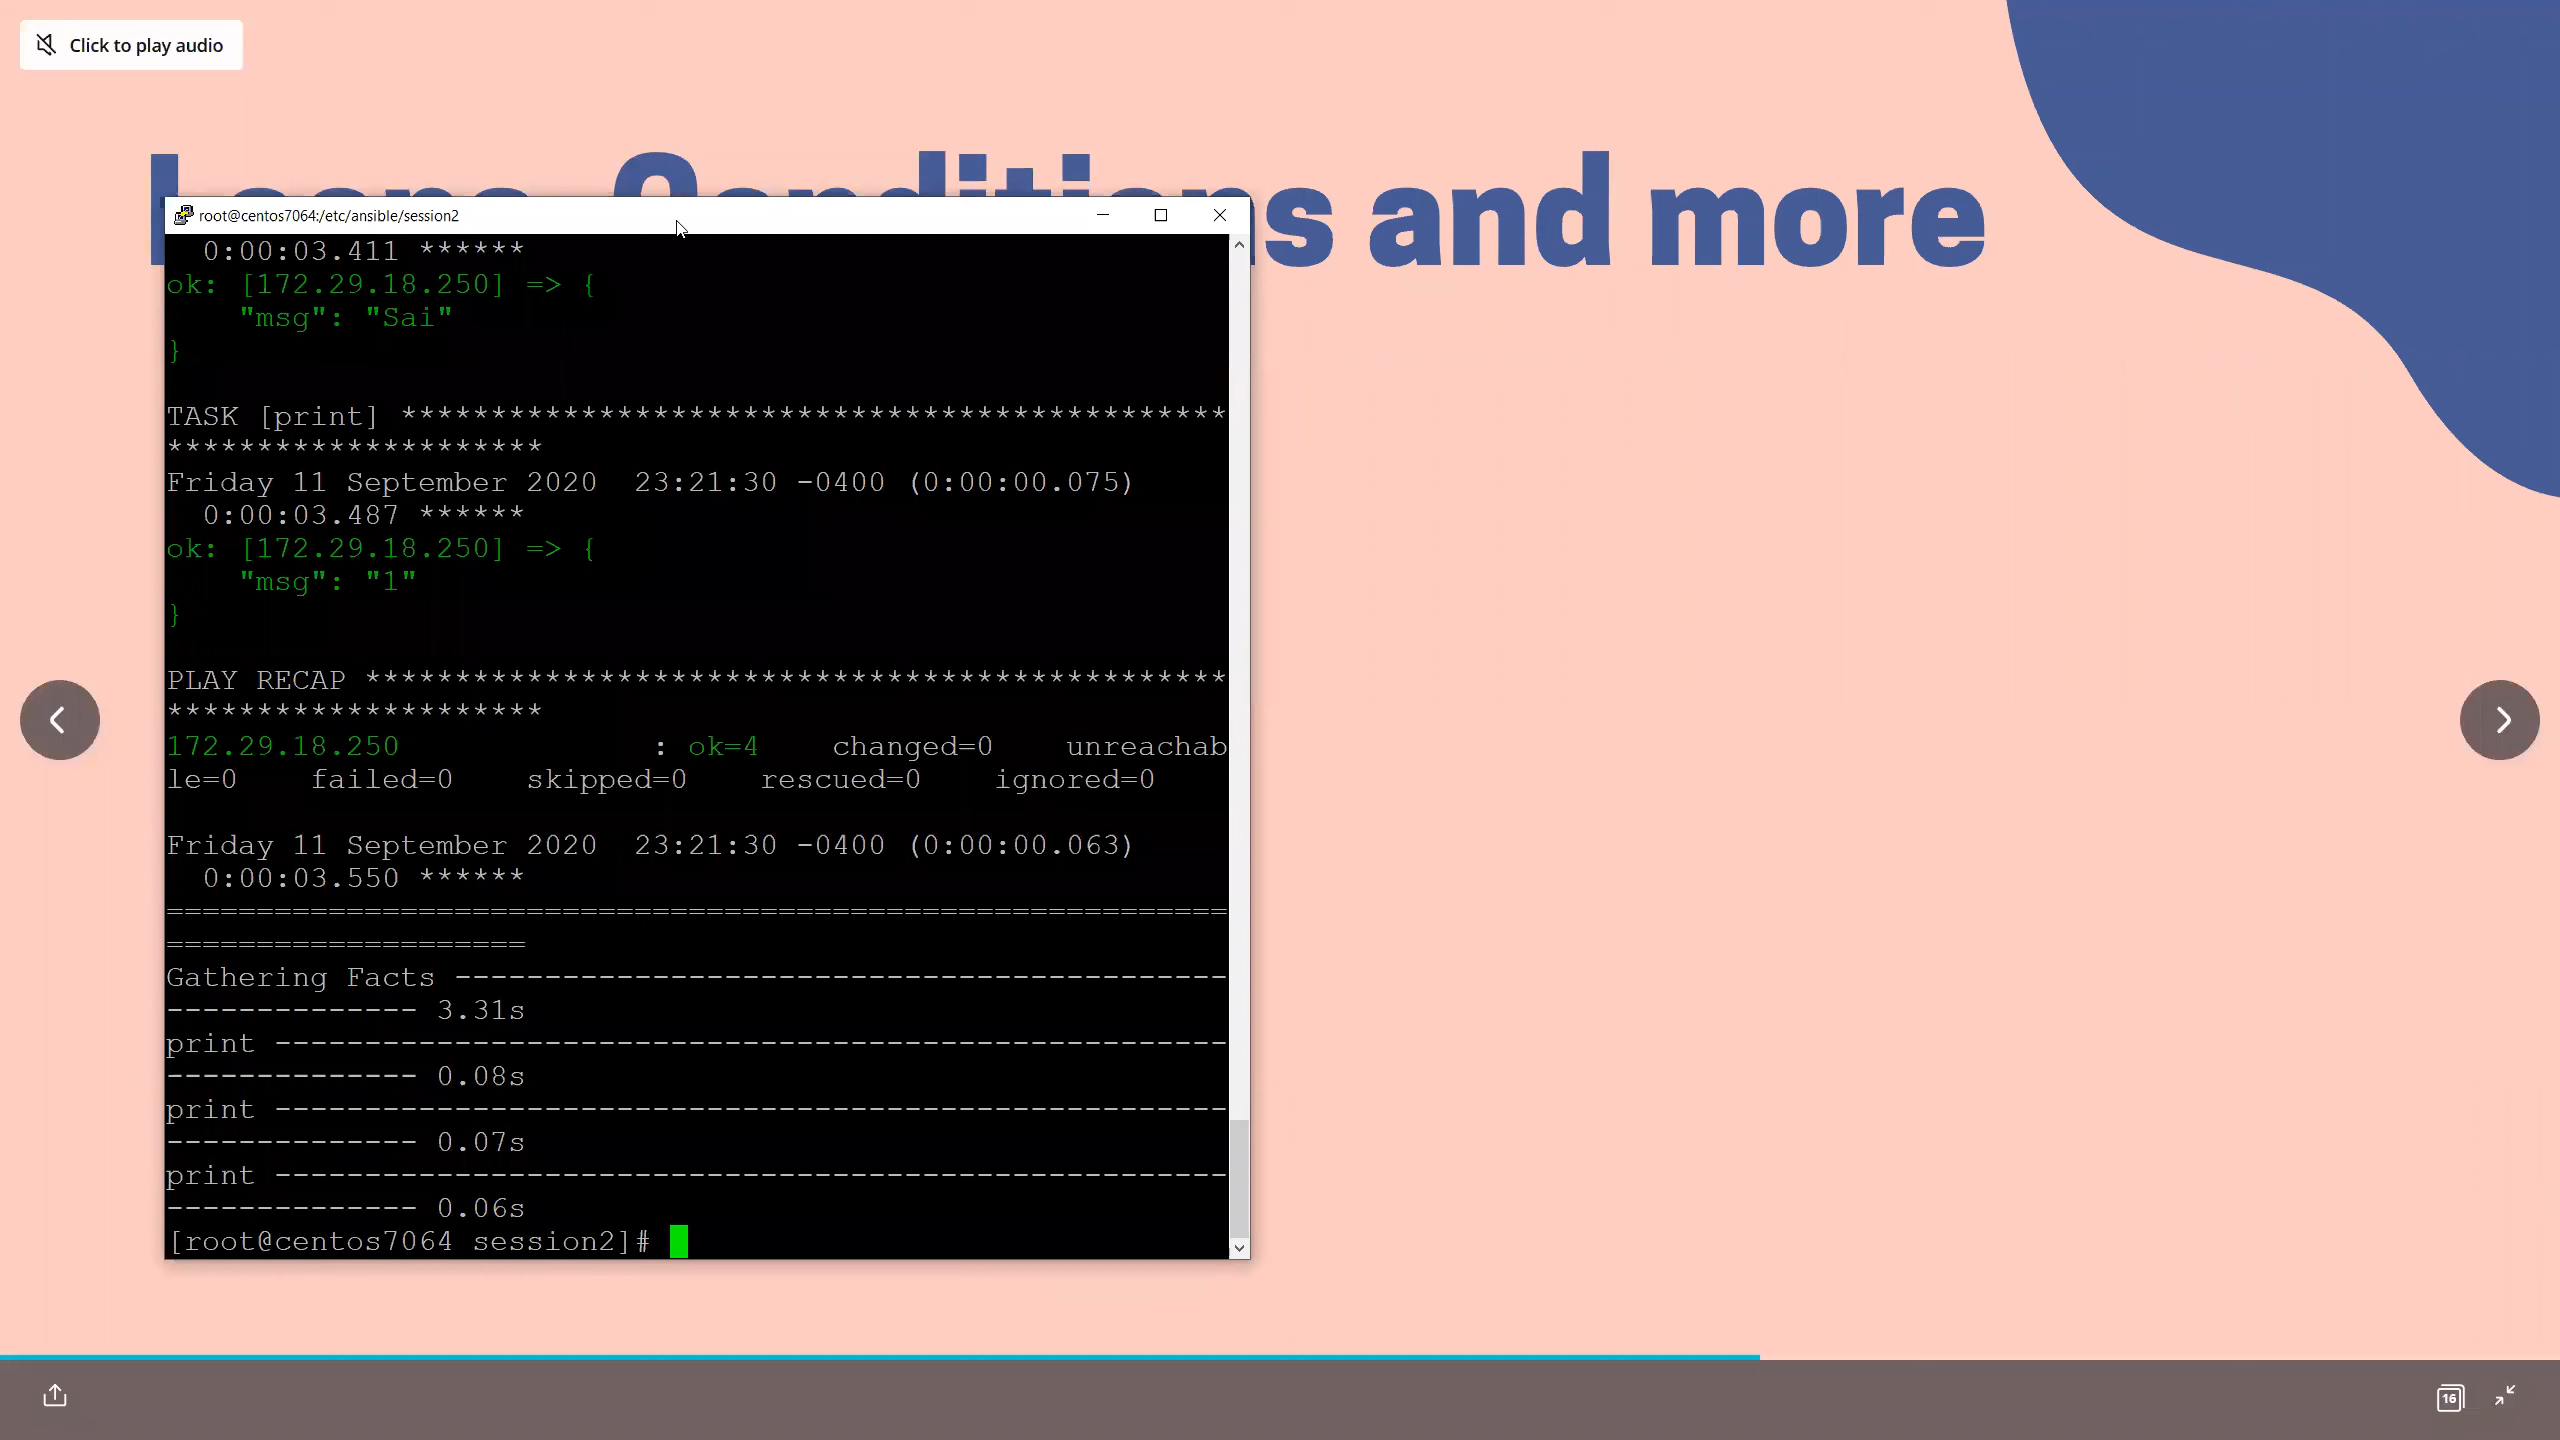 Click to play audio
Loops, Conditions and more
root@centos7064:/etc/ansible/session2
  0:00:03.411 ******
ok: [172.29.18.250] => {
    "msg": "Sai"
}
TASK [print] **********************************************
*********************
Friday 11 September 2020  23:21:30 -0400 (0:00:00.075)
  0:00:03.487 ******
ok: [172.29.18.250] => {
    "msg": "1"
}
PLAY RECAP ************************************************
*********************
172.29.18.250              : ok=4    changed=0    unreachab
le=0    failed=0    skipped=0    rescued=0    ignored=0
Friday 11 September 2020  23:21:30 -0400 (0:00:00.063)
  0:00:03.550 ******
===========================================================
====================
Gathering Facts -------------------------------------------
-------------- 3.31s
print -----------------------------------------------------
-------------- 0.08s
print -----------------------------------------------------
-------------- 0.07s
print -----------------------------------------------------
-------------- 0.06s
[root@centos7064 session2]#
16